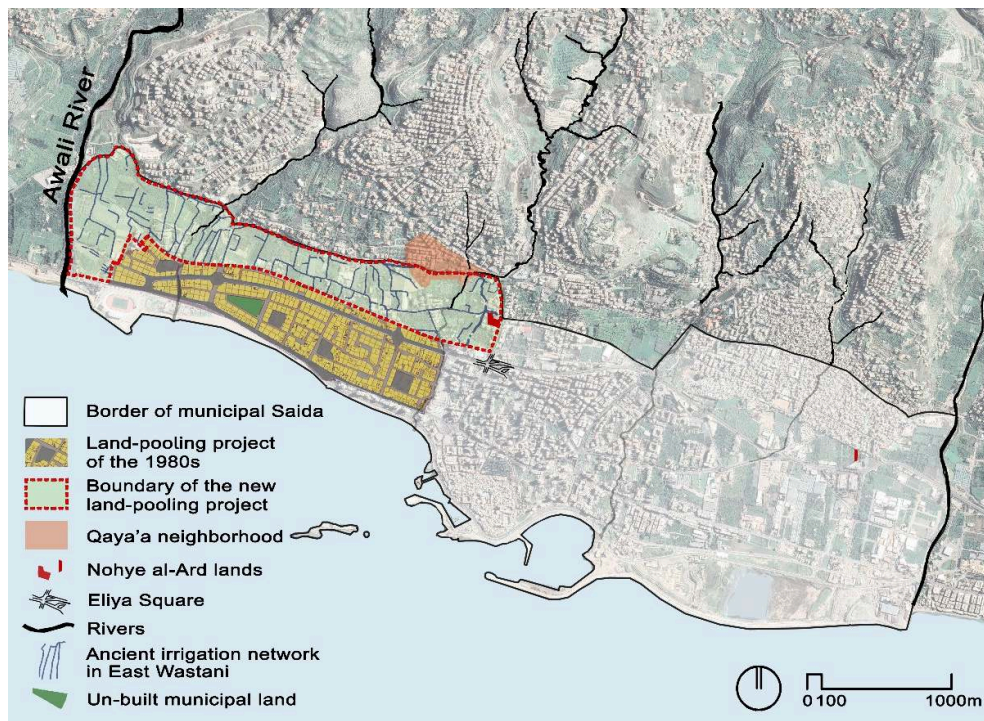 Awali River
Border of municipal Saida
Land-pooling project
of the 1980s
Boundary of the new
land-pooling project
Qaya'a neighborhood
Nohye al-Ard lands
Eliya Square
Rivers
Ancient irrigation network
in East Wastani
Un-built municipal land
0 100 1000m